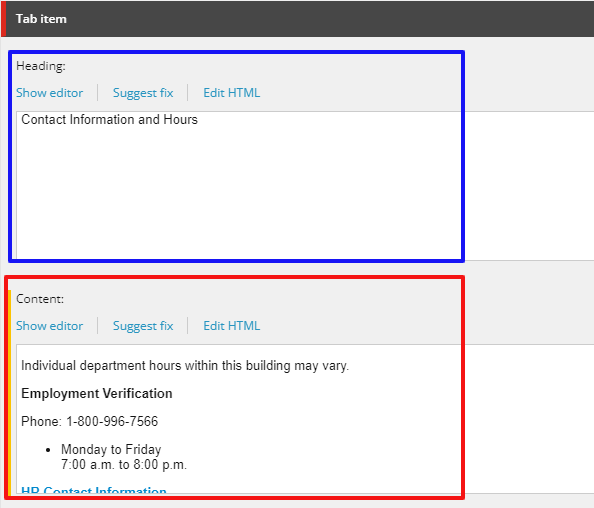 Tab item
Heading:
Show editor Suggest fix Edit HTML
Contact Information and Hours
Content:
Show editor Suggest fix Edit HTML
Individual department hours within this building may vary.
Employment Verification
Phone: 1-800-996-7566
• Monday to Friday
7:00 a.m. to 8:00 p.m.
HR Contact Information